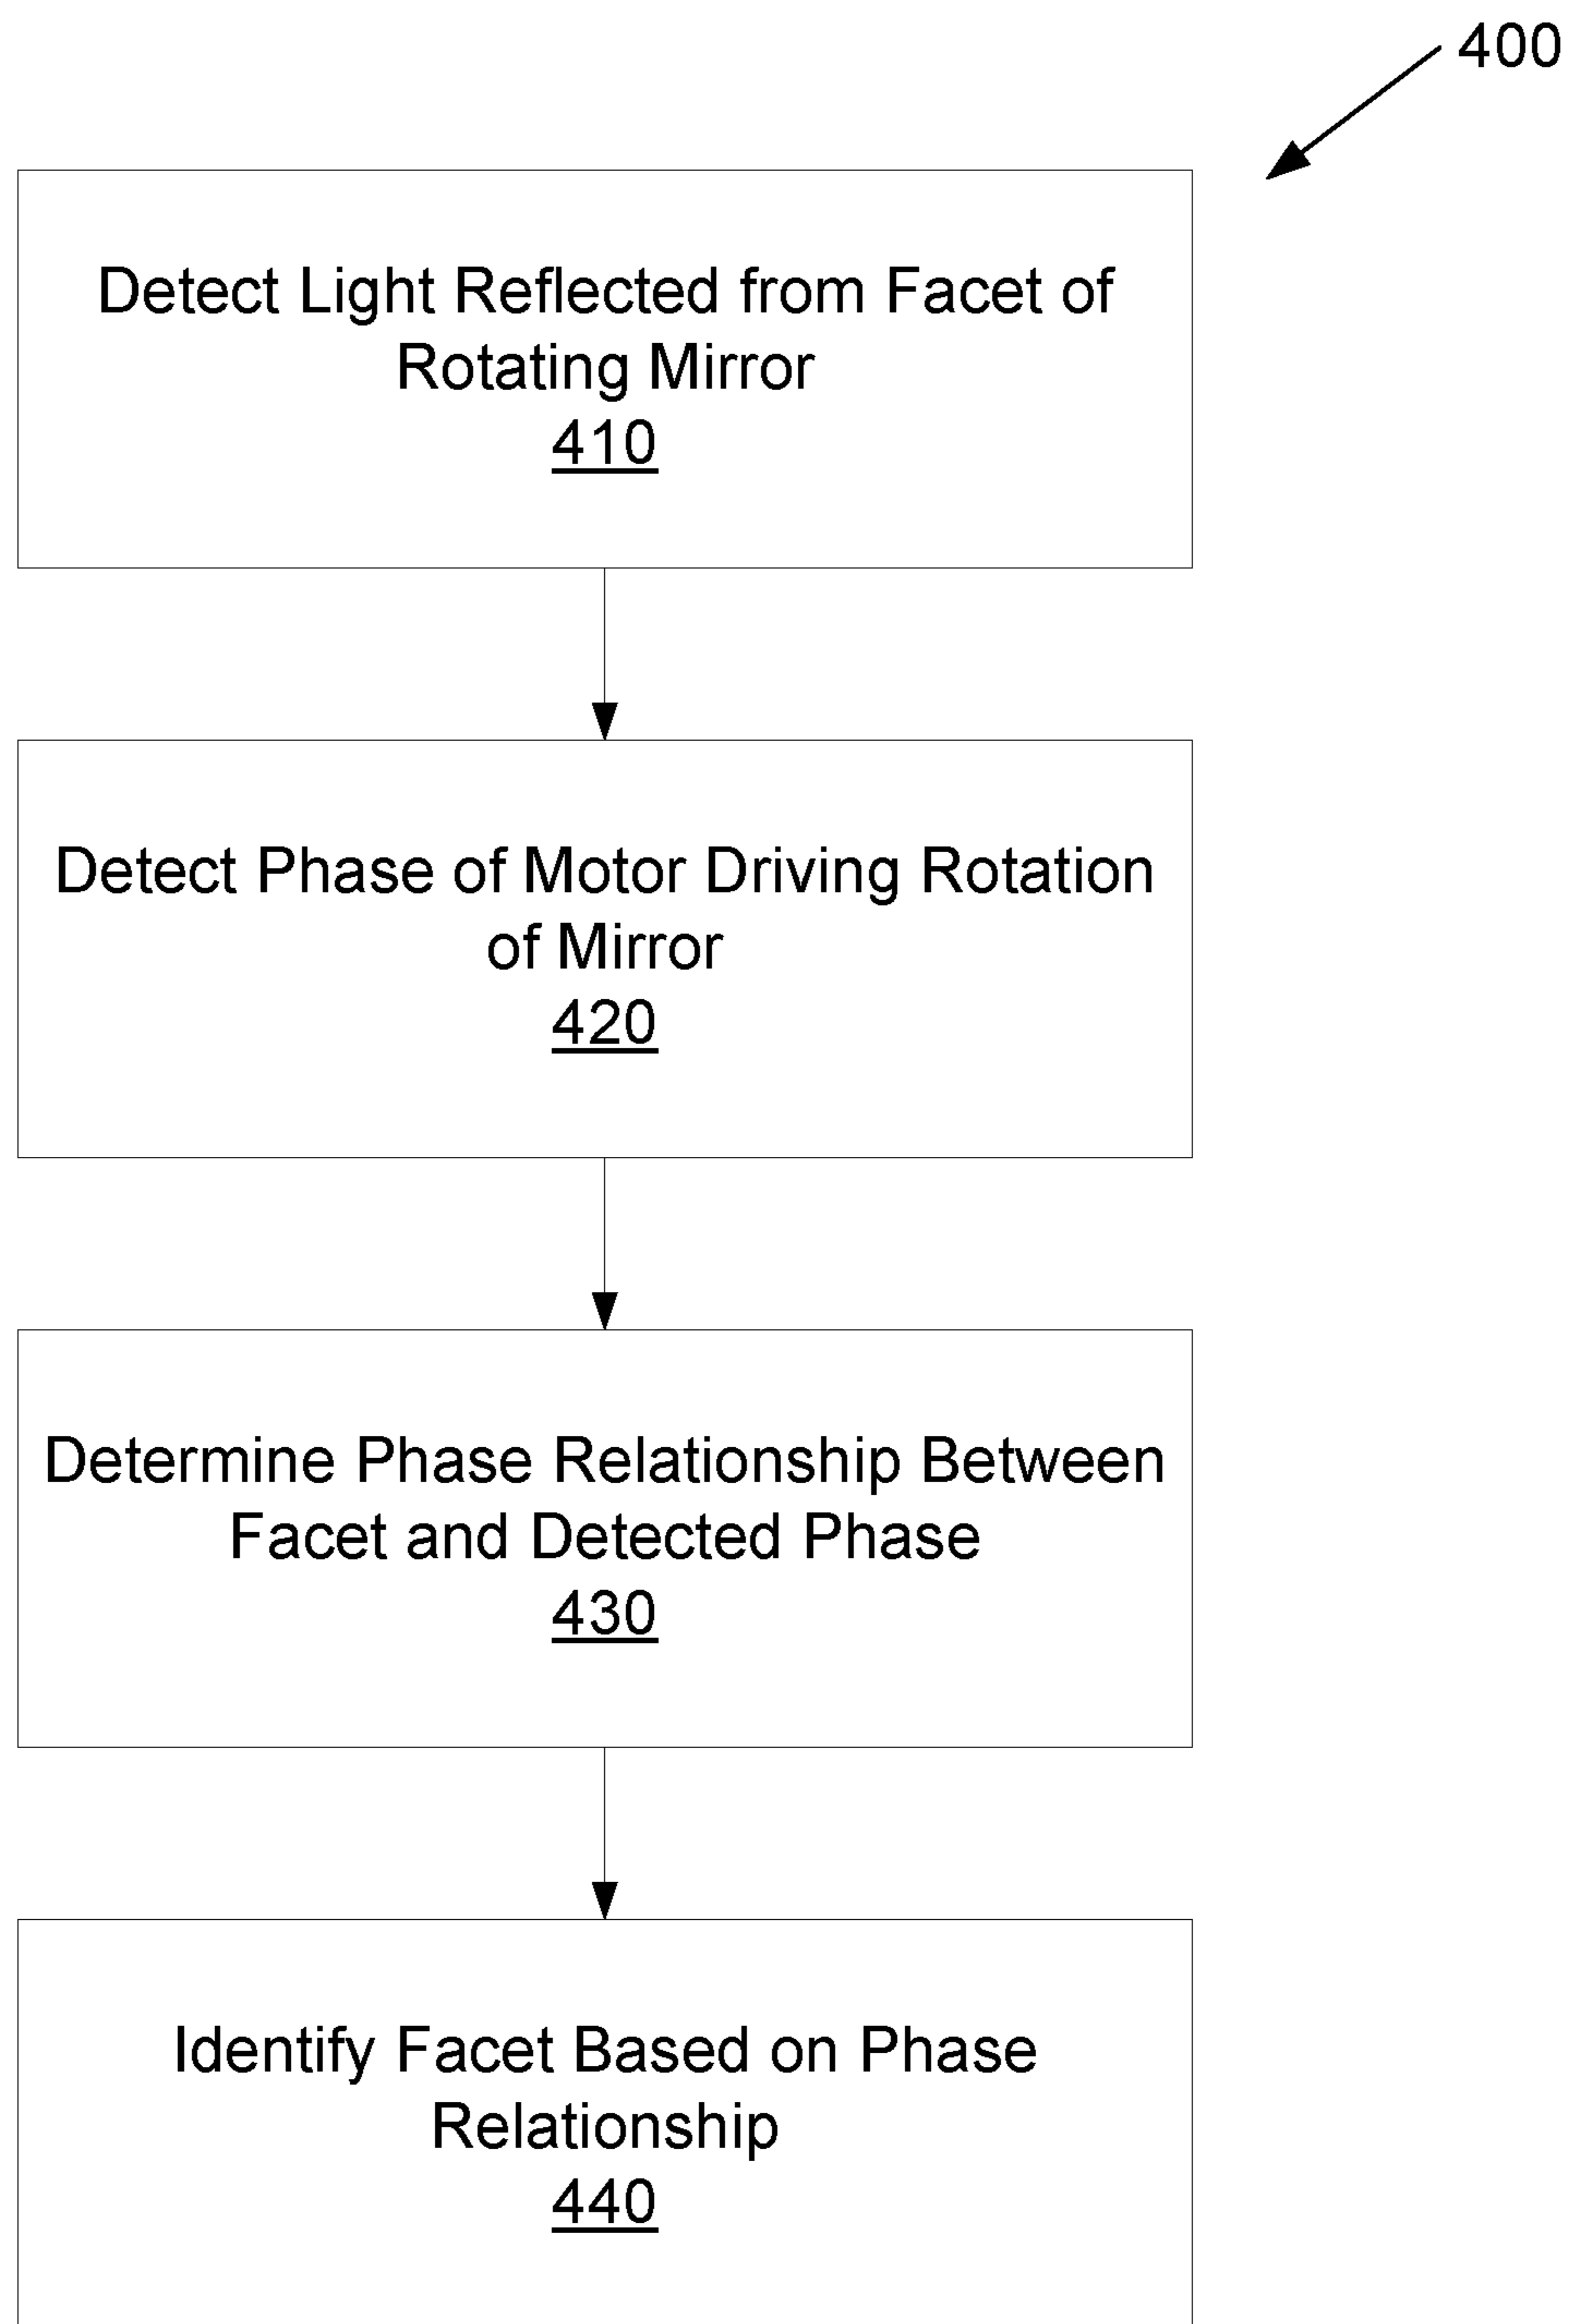 400
Detect Light Reflected from Facet of
Rotating Mirror
410
Detect Phase of Motor Driving Rotation
of Mirror
420
Determine Phase Relationship Between
Facet and Detected Phase
430
Identify Facet Based on Phase
Relationship
440